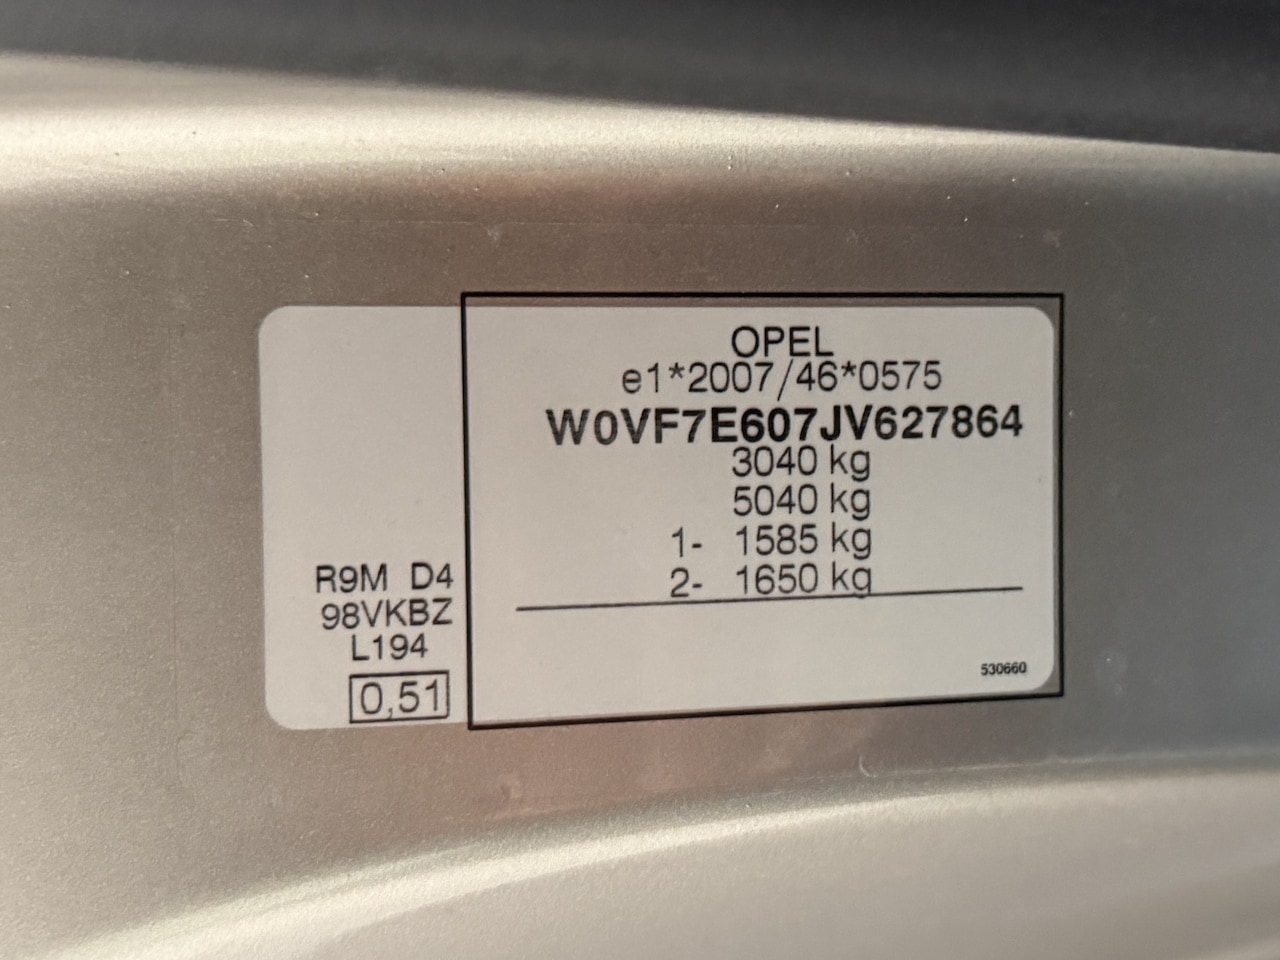 OPEL
e1*2007/46*0575
W0VF7E607JV627864
3040 kg
5040 kg
1- 1585 kg
2- 1650 kg
R9M D4
98VKBZ
L194
0,51
530660